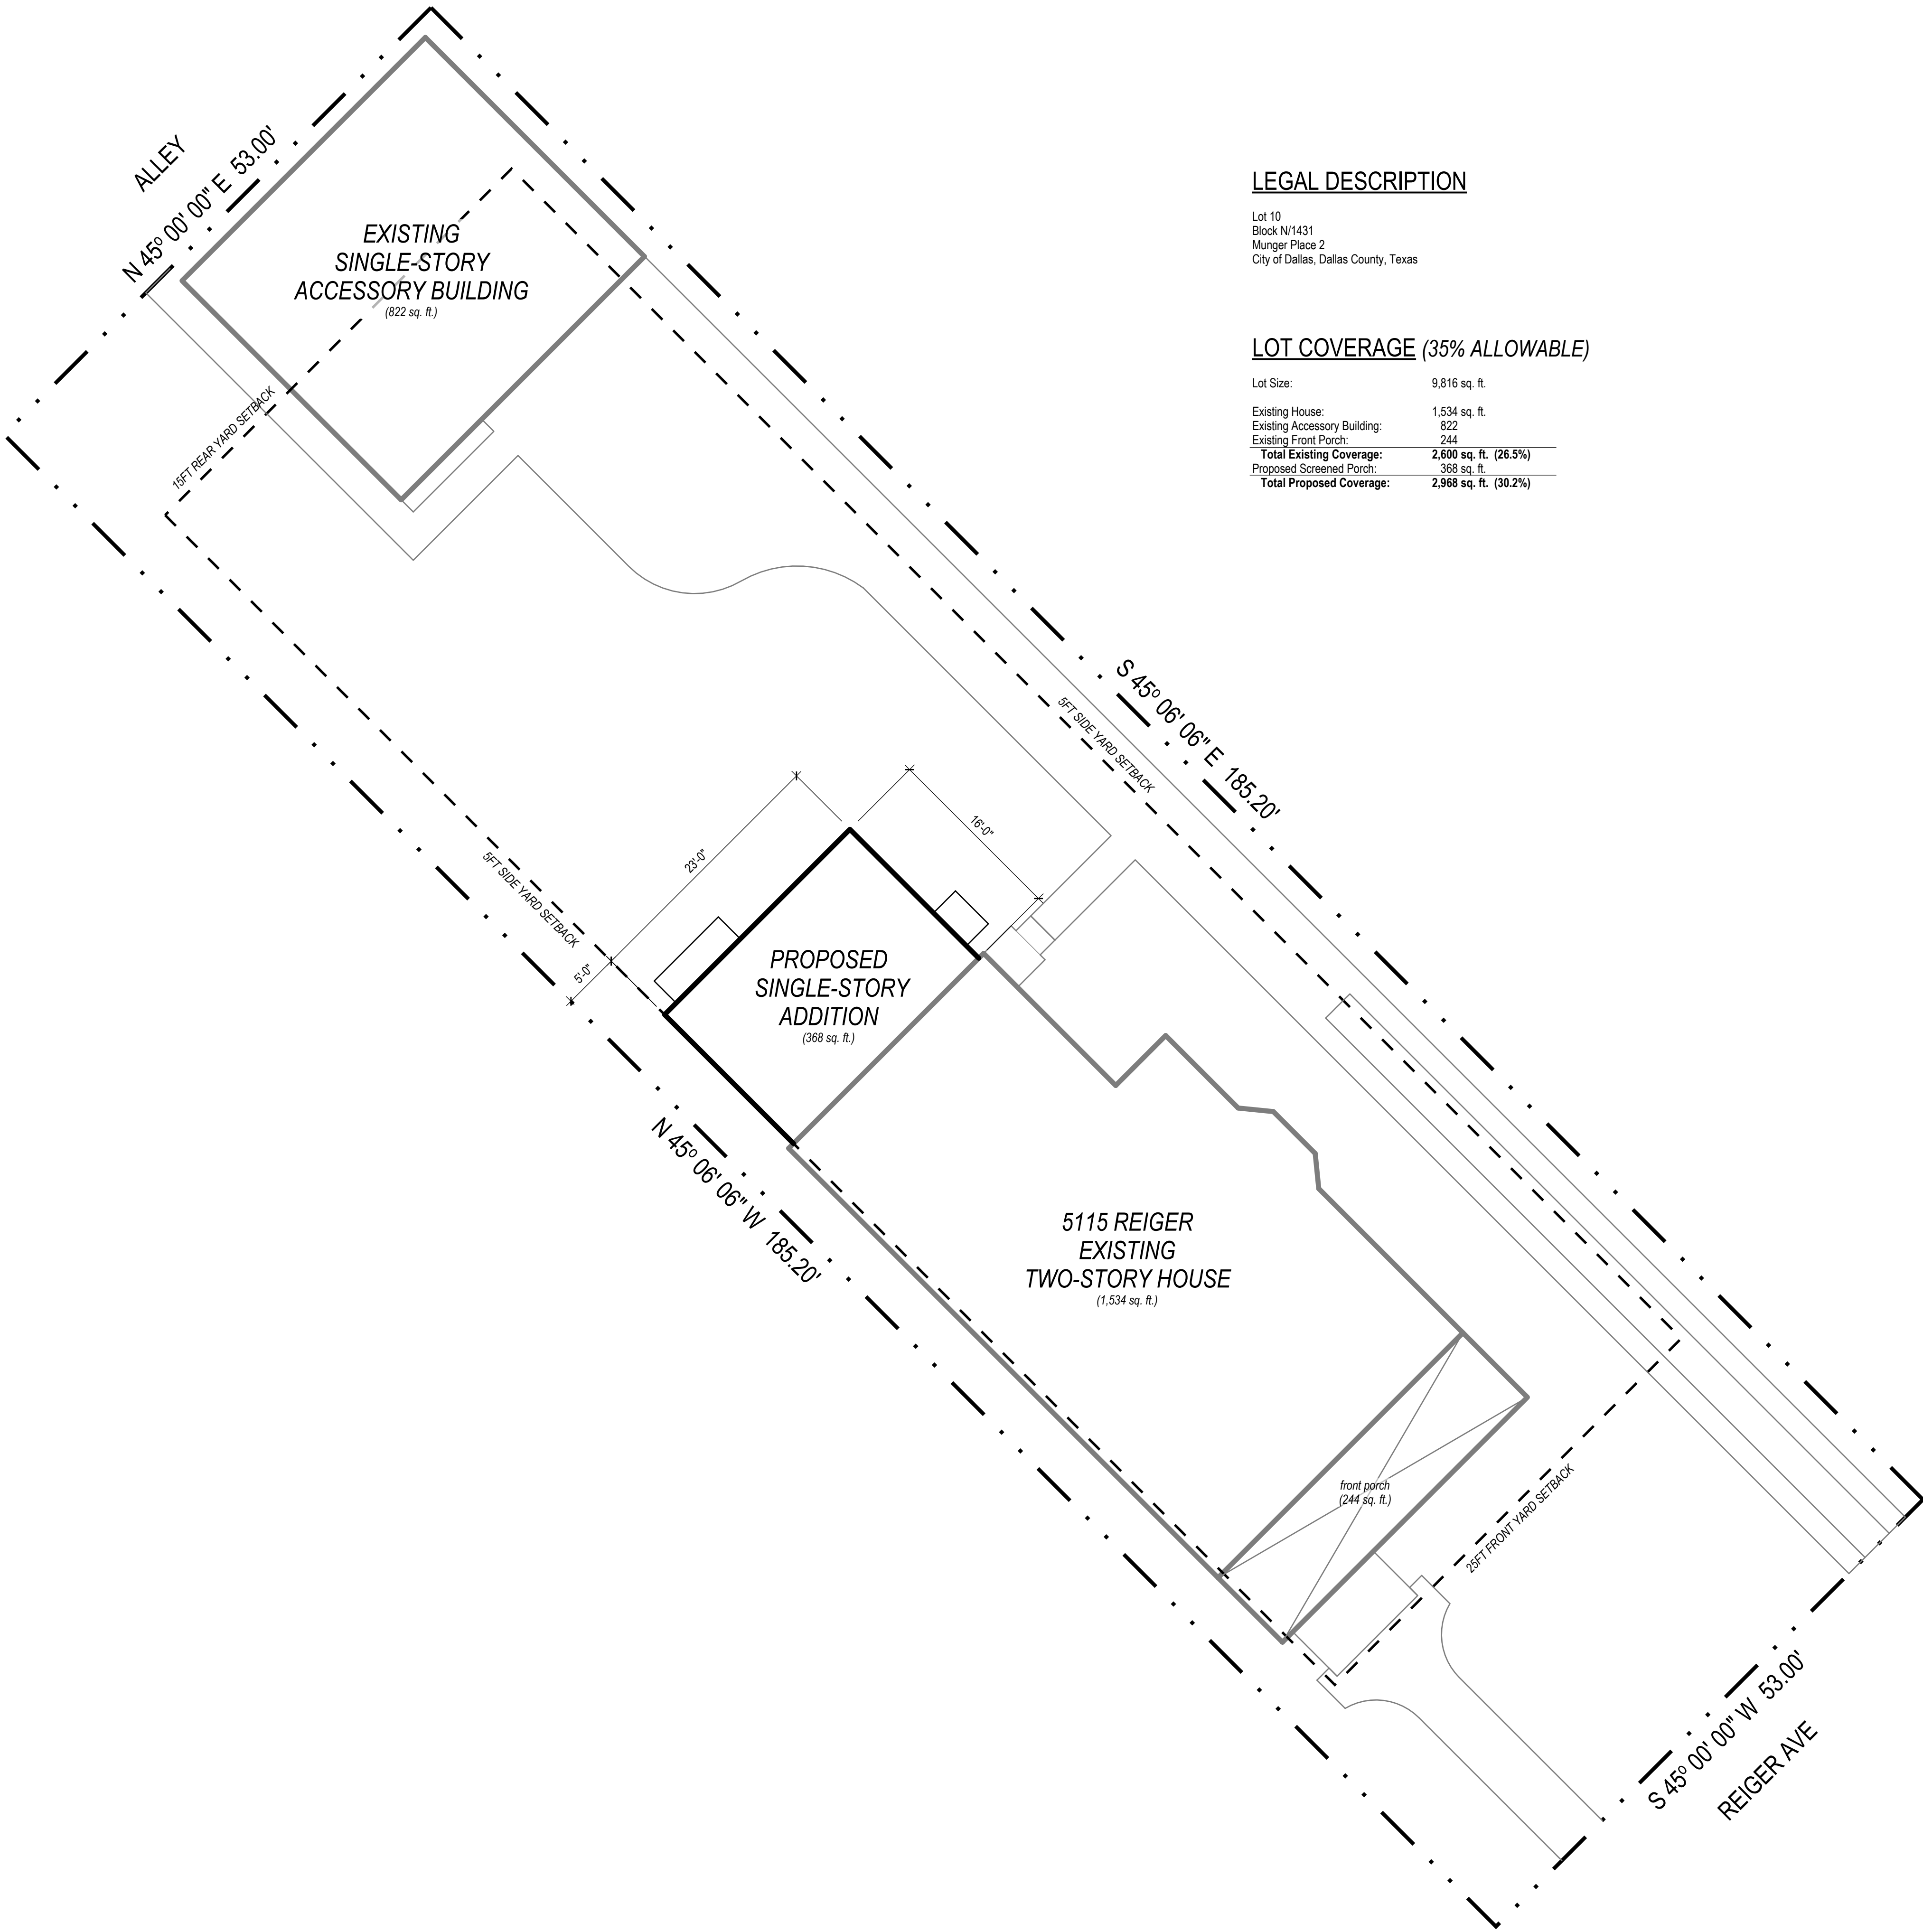 ALLEY
N 45º 00' 00" E  53.00'
EXISTING
SINGLE-STORY
ACCESSORY BUILDING
(822 sq. ft.)
15FT REAR YARD SETBACK
LEGAL DESCRIPTION
Lot 10
Block N/1431
Munger Place 2
City of Dallas, Dallas County, Texas
LOT COVERAGE (35% ALLOWABLE)
Lot Size: 9,816 sq. ft.
Existing House: 1,534 sq. ft.
Existing Accessory Building: 822
Existing Front Porch: 244
Total Existing Coverage: 2,600 sq. ft. (26.5%)
Proposed Screened Porch: 368 sq. ft.
Total Proposed Coverage: 2,968 sq. ft. (30.2%)
S 45º 06' 06" E  185.20'
5FT SIDE YARD SETBACK
16'-0"
23'-0"
5FT SIDE YARD SETBACK
5'-0"
PROPOSED
SINGLE-STORY
ADDITION
(368 sq. ft.)
N 45º 06' 06" W  185.20'
5115 REIGER
EXISTING
TWO-STORY HOUSE
(1,534 sq. ft.)
front porch
(244 sq. ft.)
25FT FRONT YARD SETBACK
S 45º 00' 00" W  53.00'
REIGER AVE